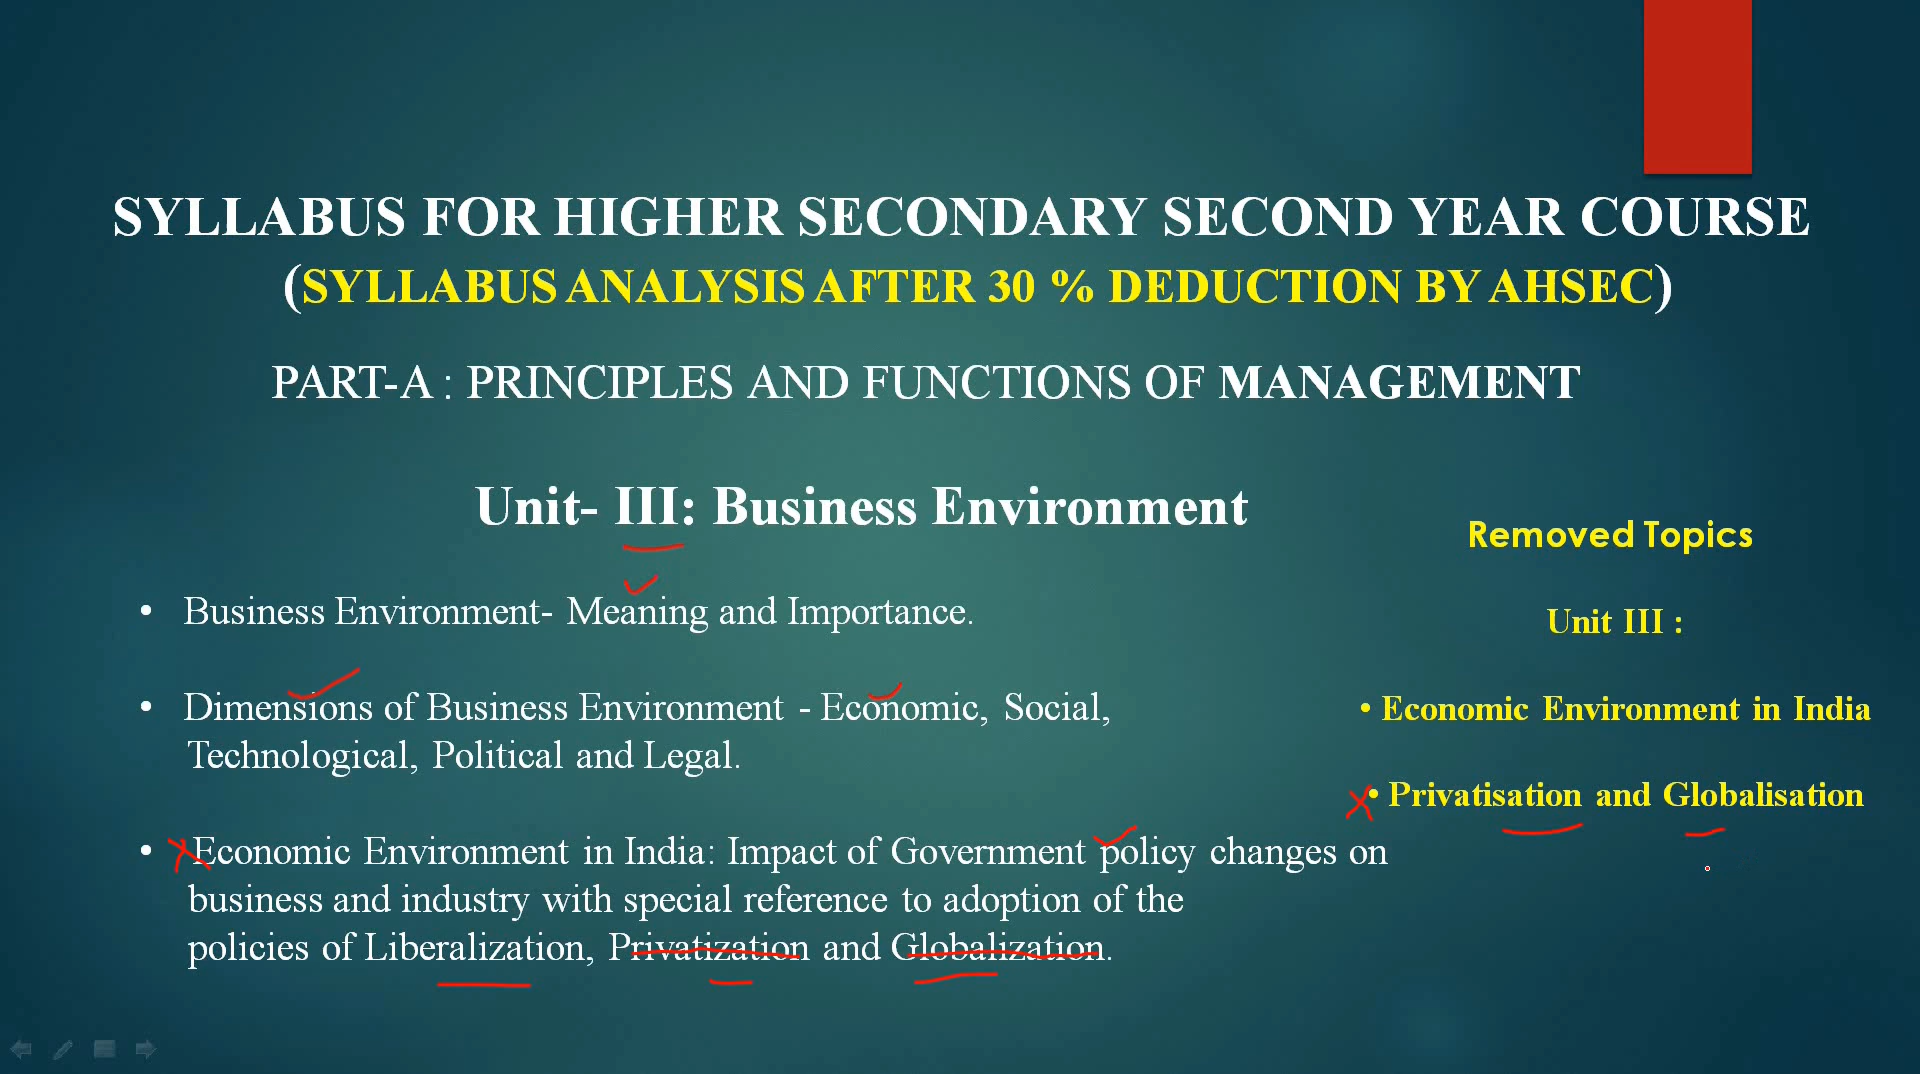 SYLLABUS FOR HIGHER SECONDARY SECOND YEAR COURSE
(SYLLABUS ANALYSIS AFTER 30 % DEDUCTION BY AHSEC)
PART-A : PRINCIPLES AND FUNCTIONS OF MANAGEMENT
Unit- III: Business Environment
• Business Environment- Meaning and Importance.
• Dimensions of Business Environment - Economic, Social,
Technological, Political and Legal.
• Economic Environment in India: Impact of Government policy changes on
business and industry with special reference to adoption of the
policies of Liberalization, Privatization and Globalization.
Removed Topics
Unit III :
• Economic Environment in India
• Privatisation and Globalisation